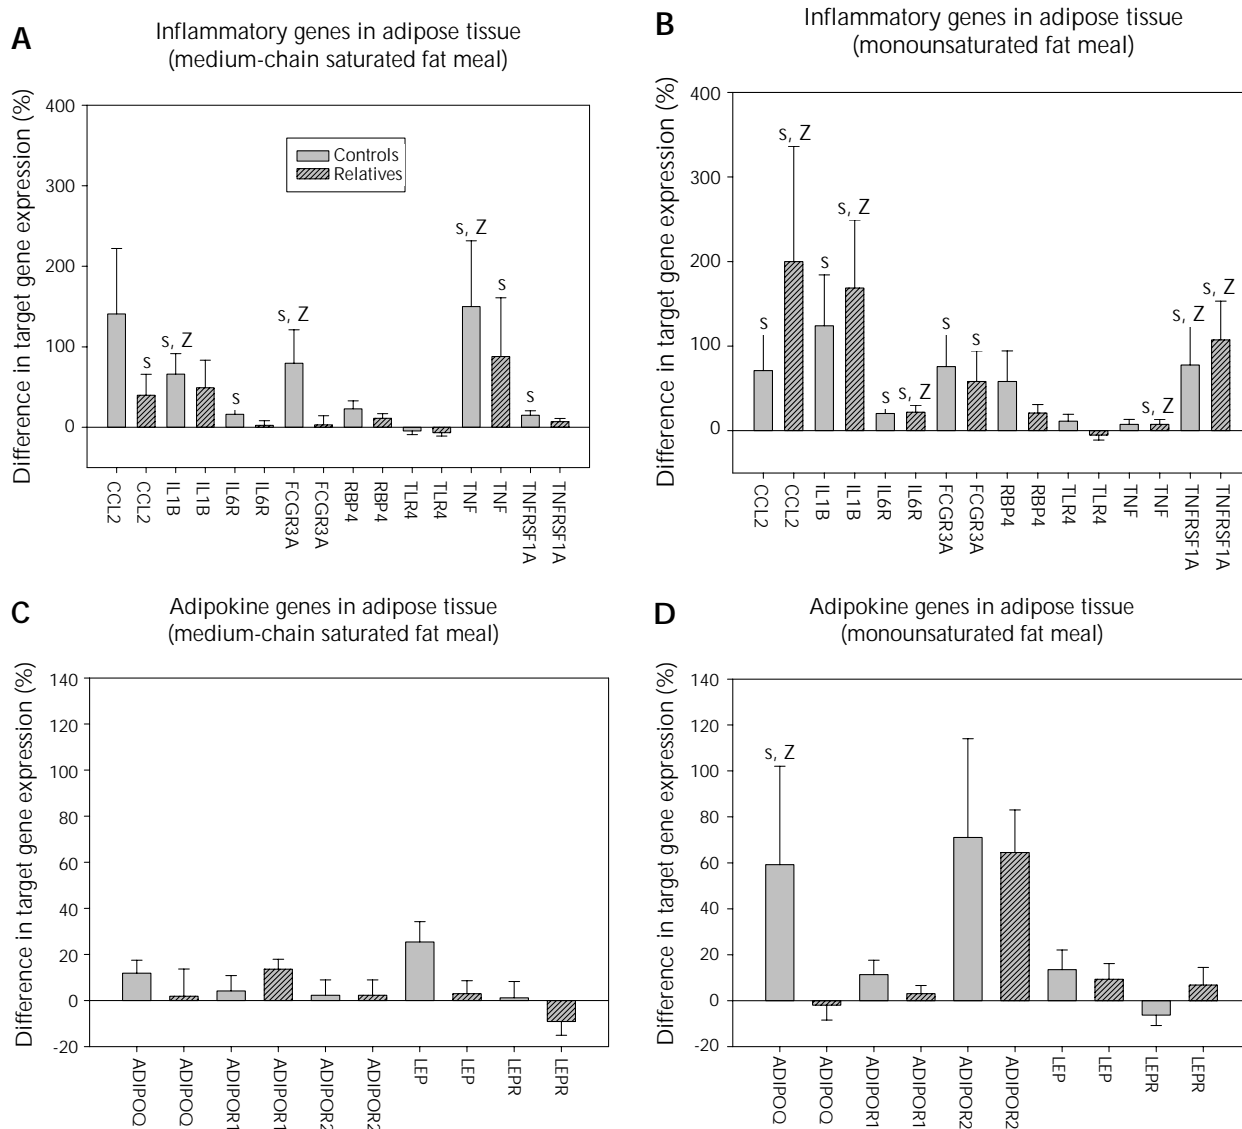 A
Inflammatory genes in adipose tissue
(medium-chain saturated fat meal)
Difference in target gene expression (%)
400
300
200
100
0
Controls
Relatives
s
s, Z
s
s, Z
s, Z
s
s
CCL2
CCL2
IL1B
IL1B
IL6R
IL6R
FCGR3A
FCGR3A
RBP4
RBP4
TLR4
TLR4
TNF
TNF
TNFRSF1A
TNFRSF1A
B
Inflammatory genes in adipose tissue
(monounsaturated fat meal)
Difference in target gene expression (%)
400
300
200
100
0
s
s, Z
s
s, Z
s
s, Z
s
s
s, Z
s, Z
s, Z
CCL2
CCL2
IL1B
IL1B
IL6R
IL6R
FCGR3A
FCGR3A
RBP4
RBP4
TLR4
TLR4
TNF
TNF
TNFRSF1A
TNFRSF1A
C
Adipokine genes in adipose tissue
(medium-chain saturated fat meal)
Difference in target gene expression (%)
140
120
100
80
60
40
20
0
-20
ADIPOQ
ADIPOQ
ADIPOR1
ADIPOR1
ADIPOR2
ADIPOR2
LEP
LEP
LEPR
LEPR
D
Adipokine genes in adipose tissue
(monounsaturated fat meal)
Difference in target gene expression (%)
140
120
100
80
60
40
20
0
-20
s, Z
ADIPOQ
ADIPOQ
ADIPOR1
ADIPOR1
ADIPOR2
ADIPOR2
LEP
LEP
LEPR
LEPR